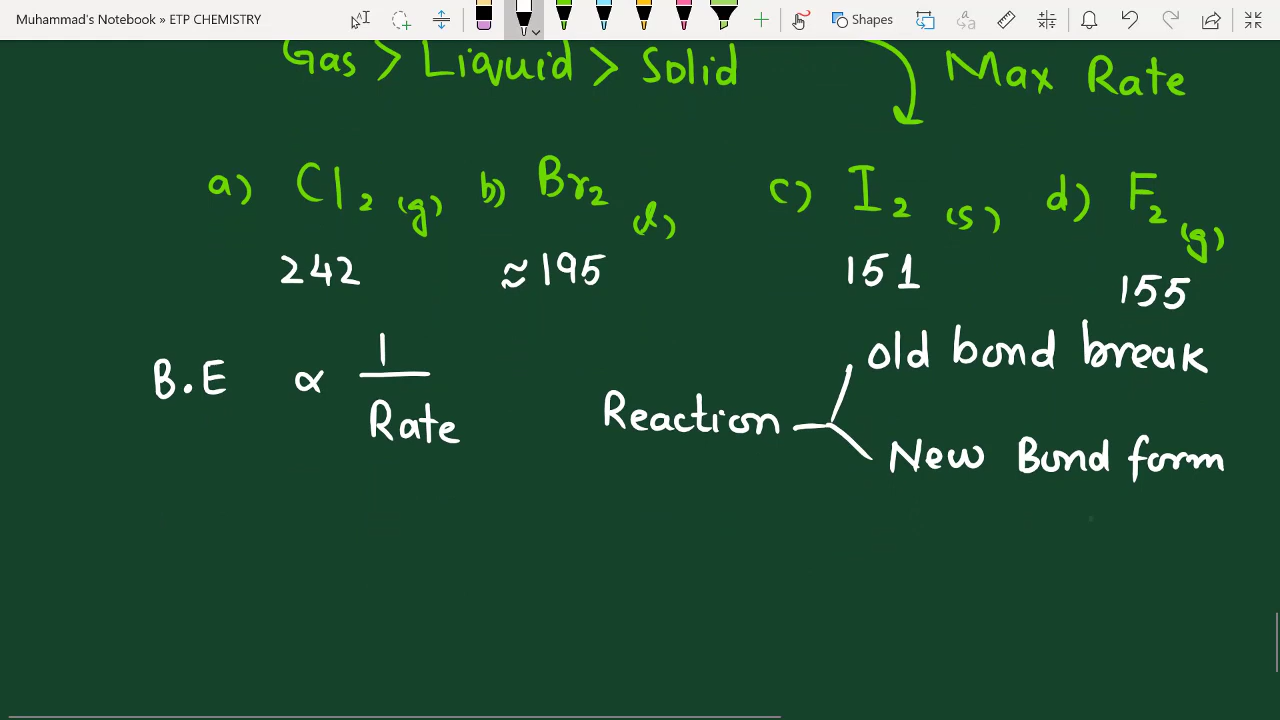 Muhammad's Notebook » ETP CHEMISTRY
Shapes
Gas > Liquid > Solid
Max Rate
a) Cl2 (g) b) Br2 (l) c) I2 (s) d) F2 (g)
242 ≈195 151 155
B.E ∝ 1/Rate
Reaction
old bond break
New Bond form